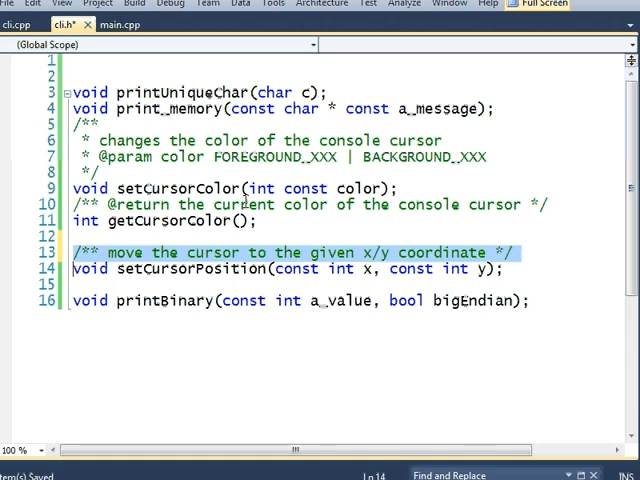 File Edit View Project Build Debug Team Data Tools Architecture Test Analyze Window Help Full Screen
cli.cpp cli.h* main.cpp
(Global Scope)
1
2
3 void printUniqueChar(char c);
4 void print_memory(const char * const a_message);
5 /**
6 * changes the color of the console cursor
7 * @param color FOREGROUND_XXX | BACKGROUND_XXX
8 */
9 void setCursorColor(int const color);
10 /** @return the current color of the console cursor */
11 int getCursorColor();
12
13 /** move the cursor to the given x/y coordinate */
14 void setCursorPosition(const int x, const int y);
15
16 void printBinary(const int a_value, bool bigEndian);
100 %
tem(s) Saved Ln 14 Find and Replace INS